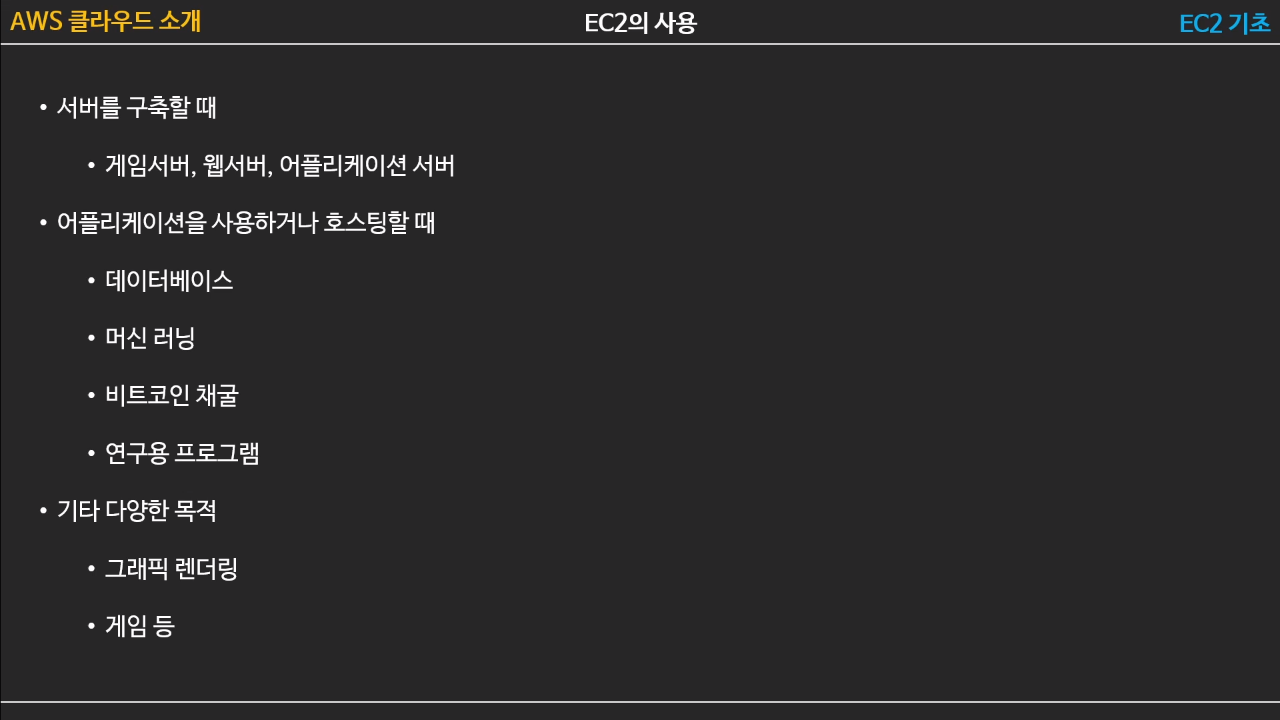 AWS 클라우드 소개
EC2의 사용
EC2 기초
• 서버를 구축할 때
• 게임서버, 웹서버, 어플리케이션 서버
• 어플리케이션을 사용하거나 호스팅할 때
• 데이터베이스
• 머신 러닝
• 비트코인 채굴
• 연구용 프로그램
• 기타 다양한 목적
• 그래픽 렌더링
• 게임 등